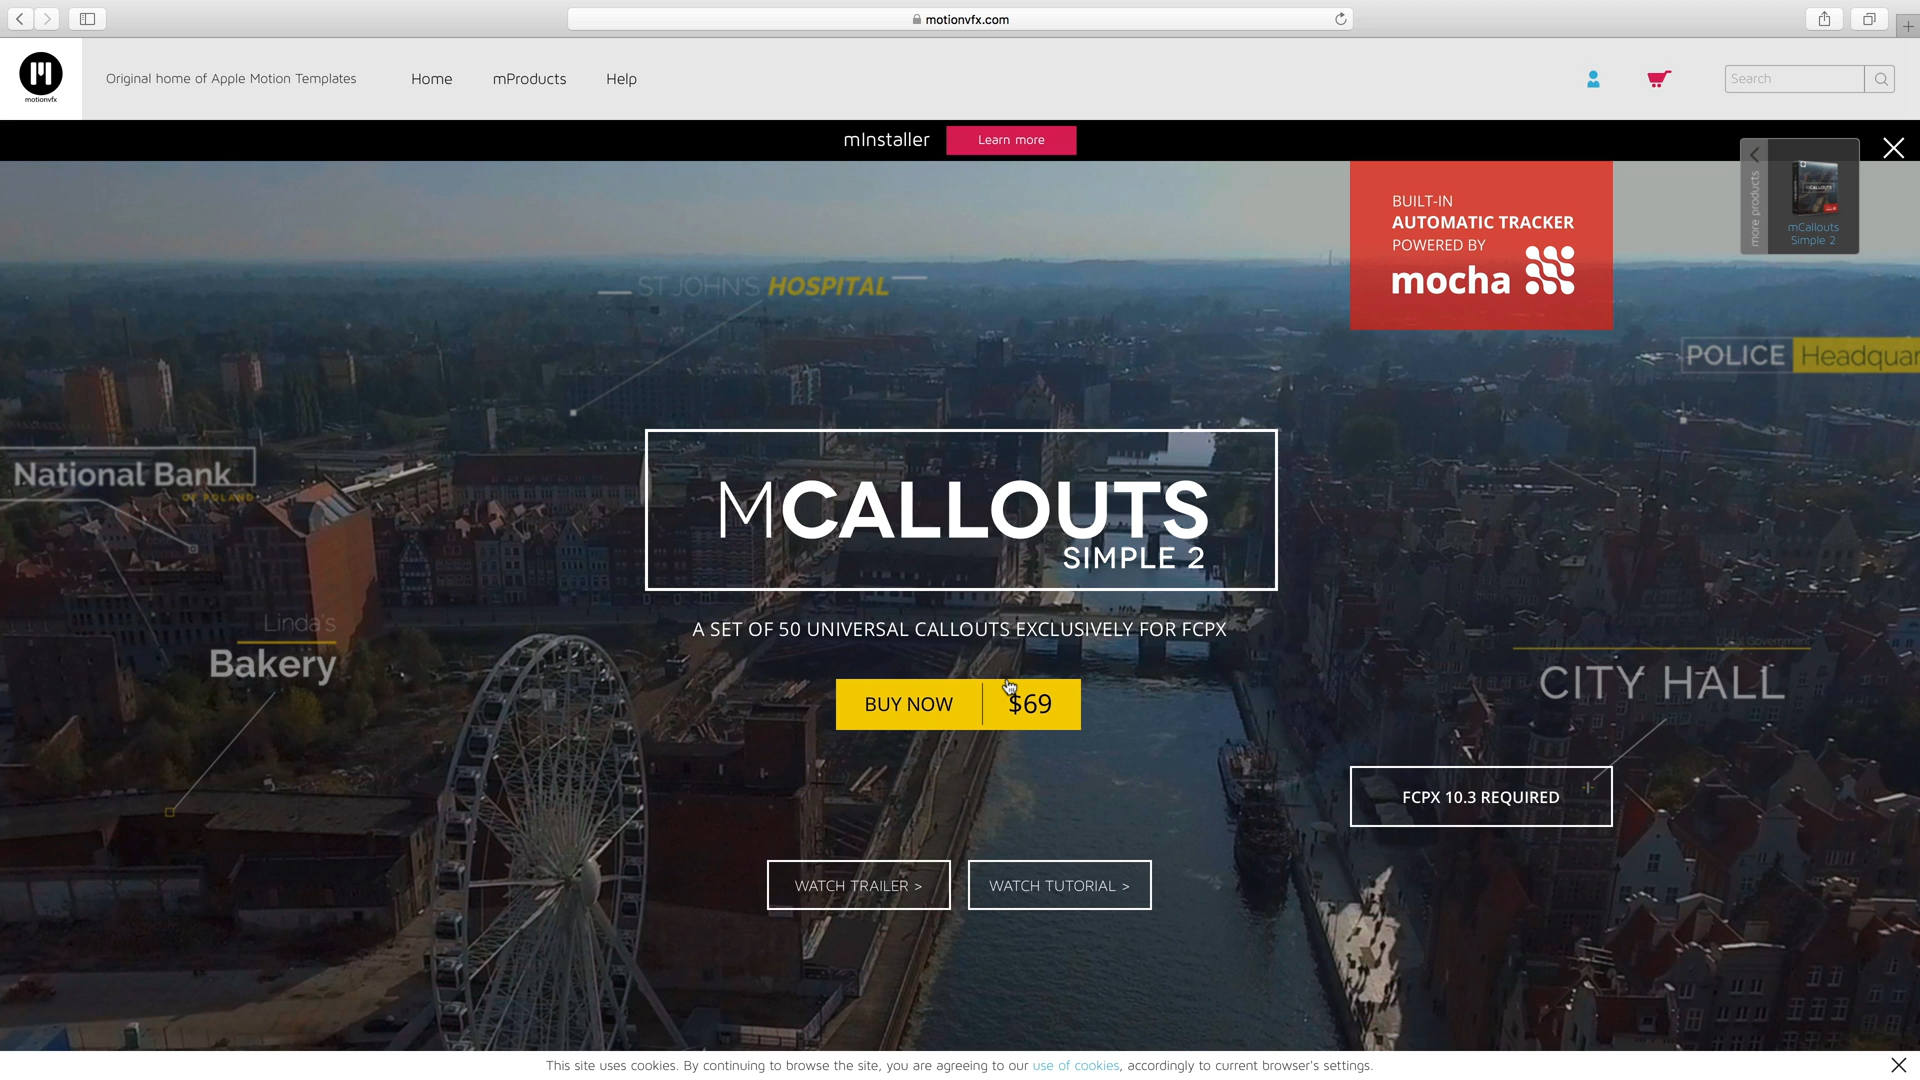 motionvfx.com
motionvfx
Original home of Apple Motion Templates
Home
mProducts
Help
Search
mInstaller
Learn more
BUILT-IN
AUTOMATIC TRACKER
POWERED BY
mocha
more products
mCallouts
Simple 2
ST JOHN'S HOSPITAL
POLICE Headquar
National Bank
OF POLAND
MCALLOUTS
SIMPLE 2
A SET OF 50 UNIVERSAL CALLOUTS EXCLUSIVELY FOR FCPX
Linda's
Bakery
Government
CITY HALL
BUY NOW
$69
FCPX 10.3 REQUIRED
WATCH TRAILER >
WATCH TUTORIAL >
This site uses cookies. By continuing to browse the site, you are agreeing to our use of cookies, accordingly to current browser's settings.